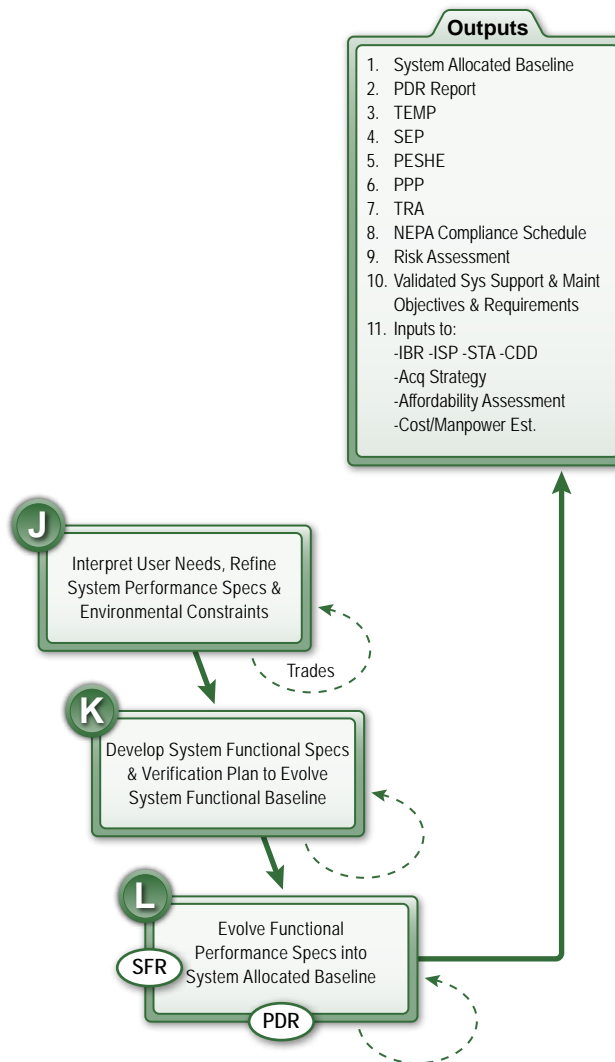 Outputs
1. System Allocated Baseline
2. PDR Report
3. TEMP
4. SEP
5. PESHE
6. PPP
7. TRA
8. NEPA Compliance Schedule
9. Risk Assessment
10. Validated Sys Support & Maint
Objectives & Requirements
11. Inputs to:
-IBR -ISP -STA -CDD
-Acq Strategy
-Affordability Assessment
-Cost/Manpower Est.
J
Interpret User Needs, Refine
System Performance Specs &
Environmental Constraints
Trades
K
Develop System Functional Specs
& Verification Plan to Evolve
System Functional Baseline
L
Evolve Functional
Performance Specs into
System Allocated Baseline
SFR
PDR